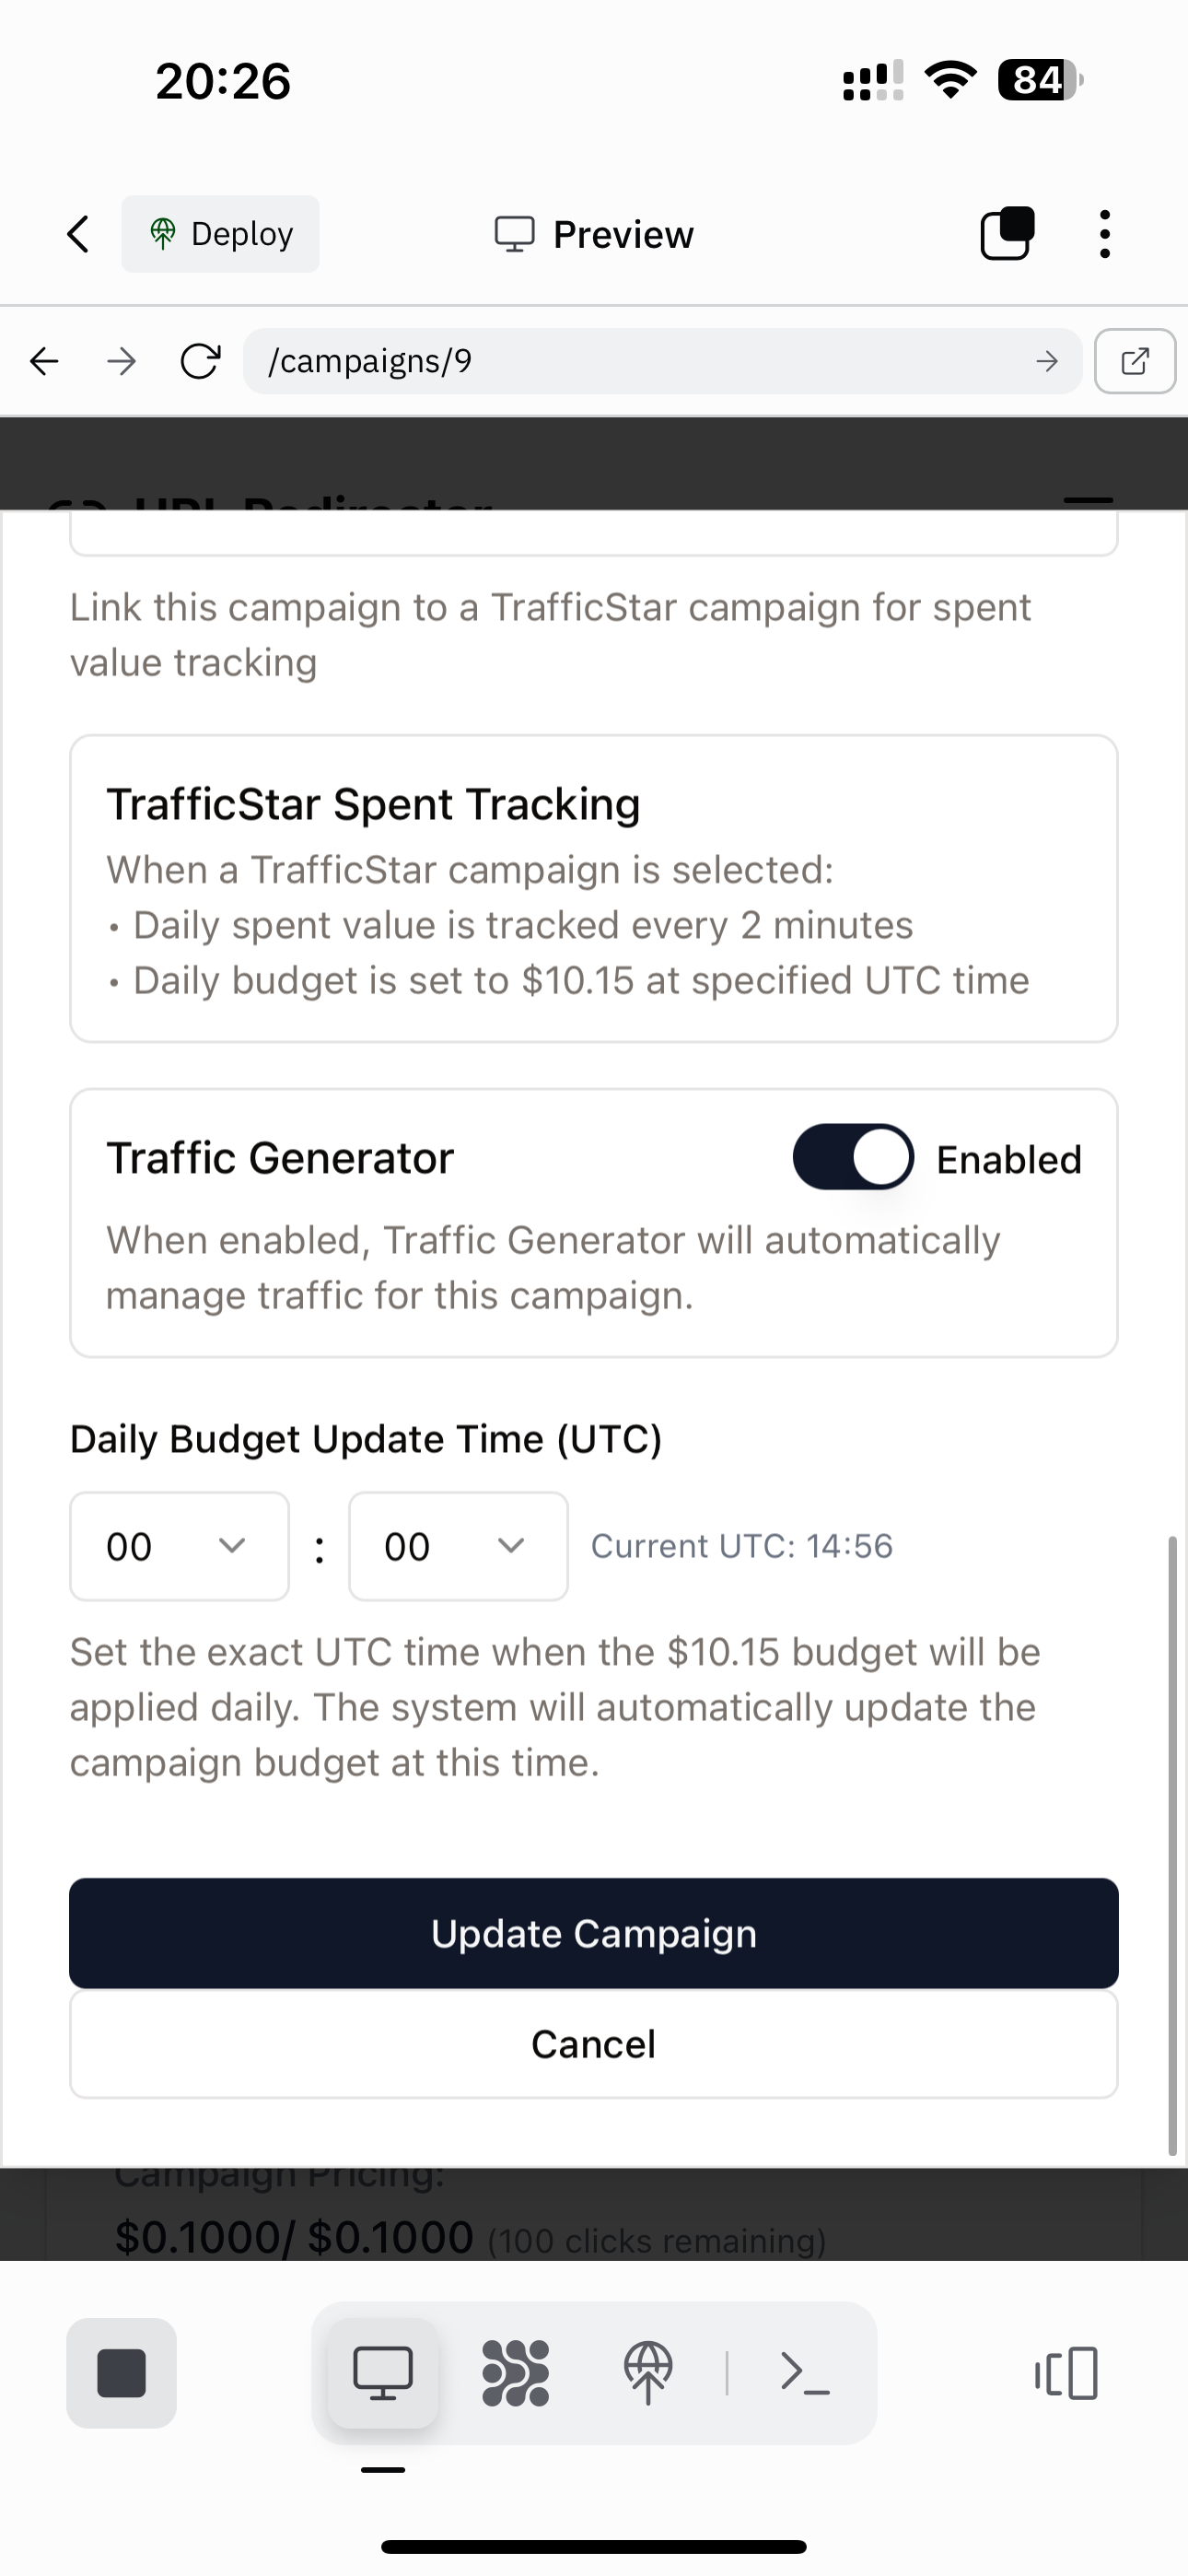 20:26
84
Deploy
Preview
/campaigns/9
URL Redirector
Link this campaign to a TrafficStar campaign for spent
value tracking
TrafficStar Spent Tracking
When a TrafficStar campaign is selected:
• Daily spent value is tracked every 2 minutes
• Daily budget is set to $10.15 at specified UTC time
Traffic Generator
Enabled
When enabled, Traffic Generator will automatically
manage traffic for this campaign.
Daily Budget Update Time (UTC)
00 : 00 Current UTC: 14:56
Set the exact UTC time when the $10.15 budget will be
applied daily. The system will automatically update the
campaign budget at this time.
Update Campaign
Cancel
Campaign Pricing:
$0.1000/ $0.1000 (100 clicks remaining)